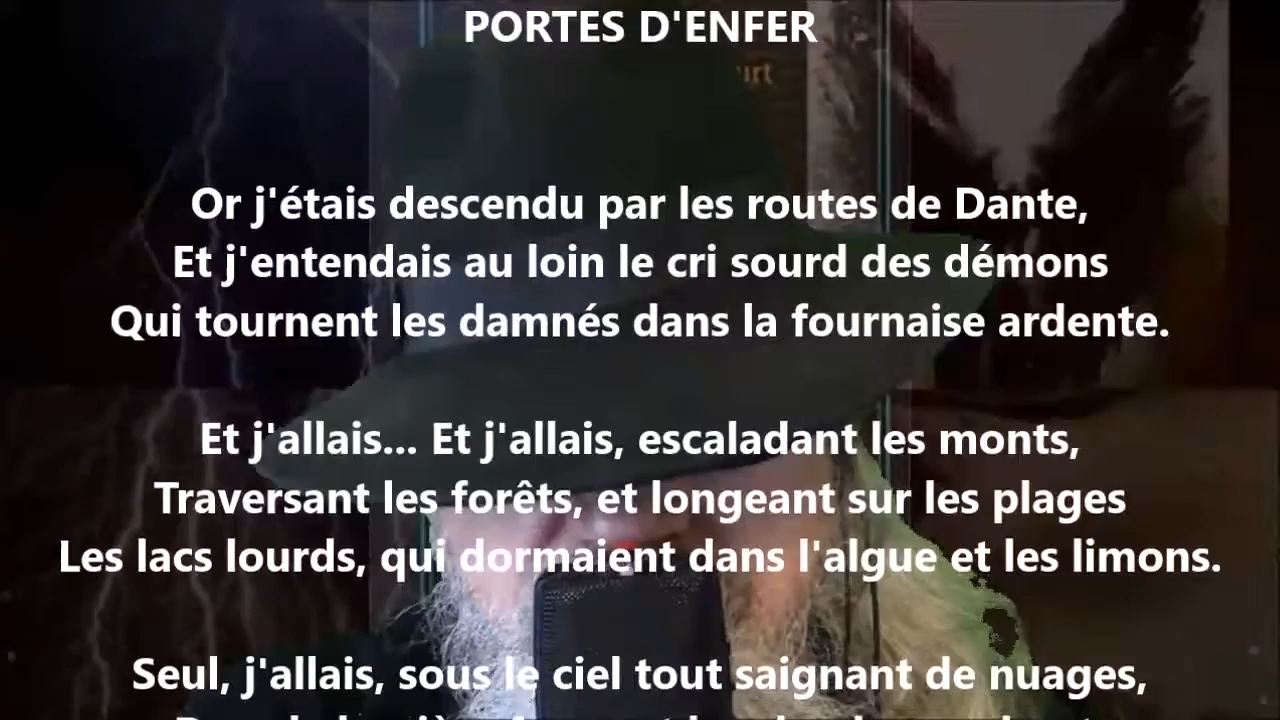 PORTES D'ENFER
Or j'étais descendu par les routes de Dante,
Et j'entendais au loin le cri sourd des démons
Qui tournent les damnés dans la fournaise ardente.
Et j'allais... Et j'allais, escaladant les monts,
Traversant les forêts, et longeant sur les plages
Les lacs lourds, qui dormaient dans l'algue et les limons.
Seul, j'allais, sous le ciel tout saignant de nuages,